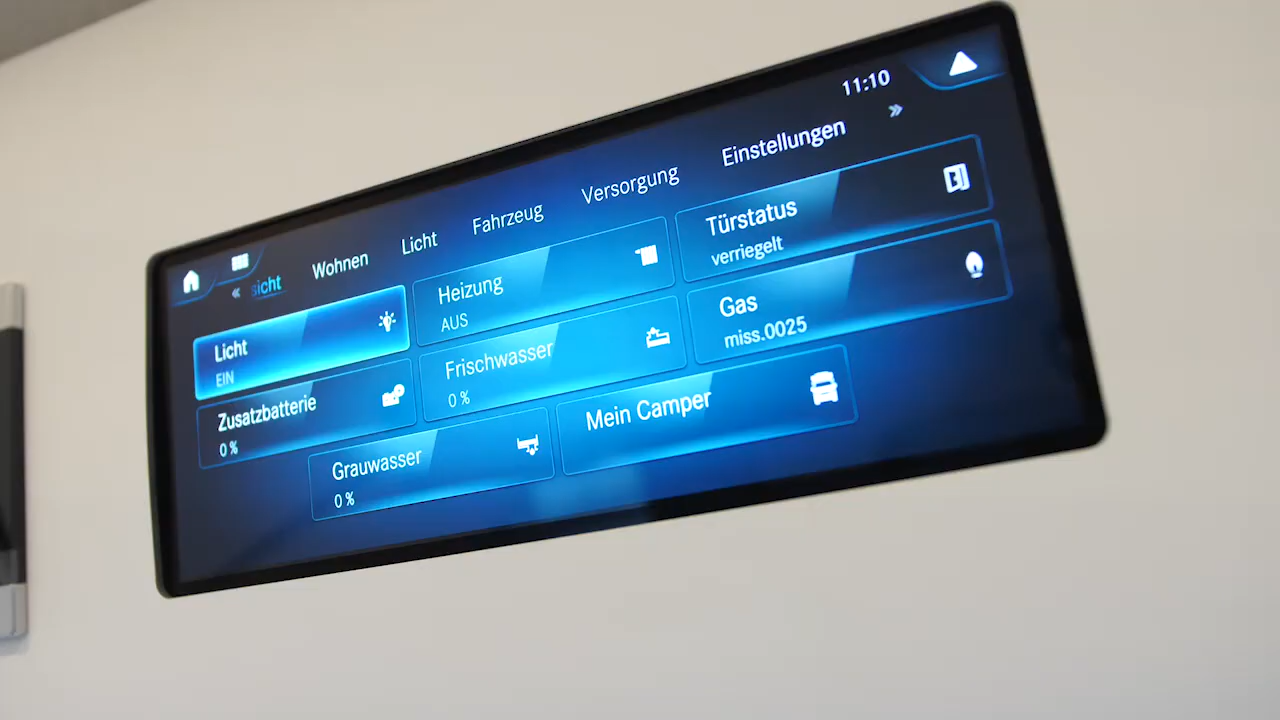 11:10
«
sicht
Wohnen
Licht
Fahrzeug
Versorgung
Einstellungen
»
Licht
EIN
Heizung
AUS
Türstatus
verriegelt
Zusatzbatterie
0 %
Frischwasser
0 %
Gas
miss.0025
Grauwasser
0 %
Mein Camper